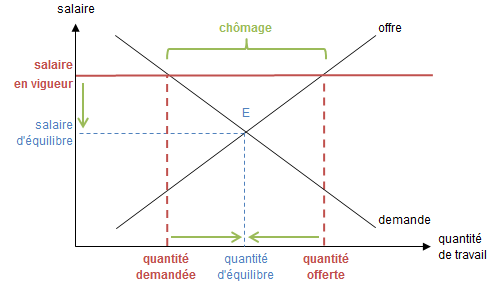 salaire
chômage
offre
salaire
en vigueur
E
salaire
d'équilibre
demande
quantité
de travail
quantité
demandée
quantité
d'équilibre
quantité
offerte